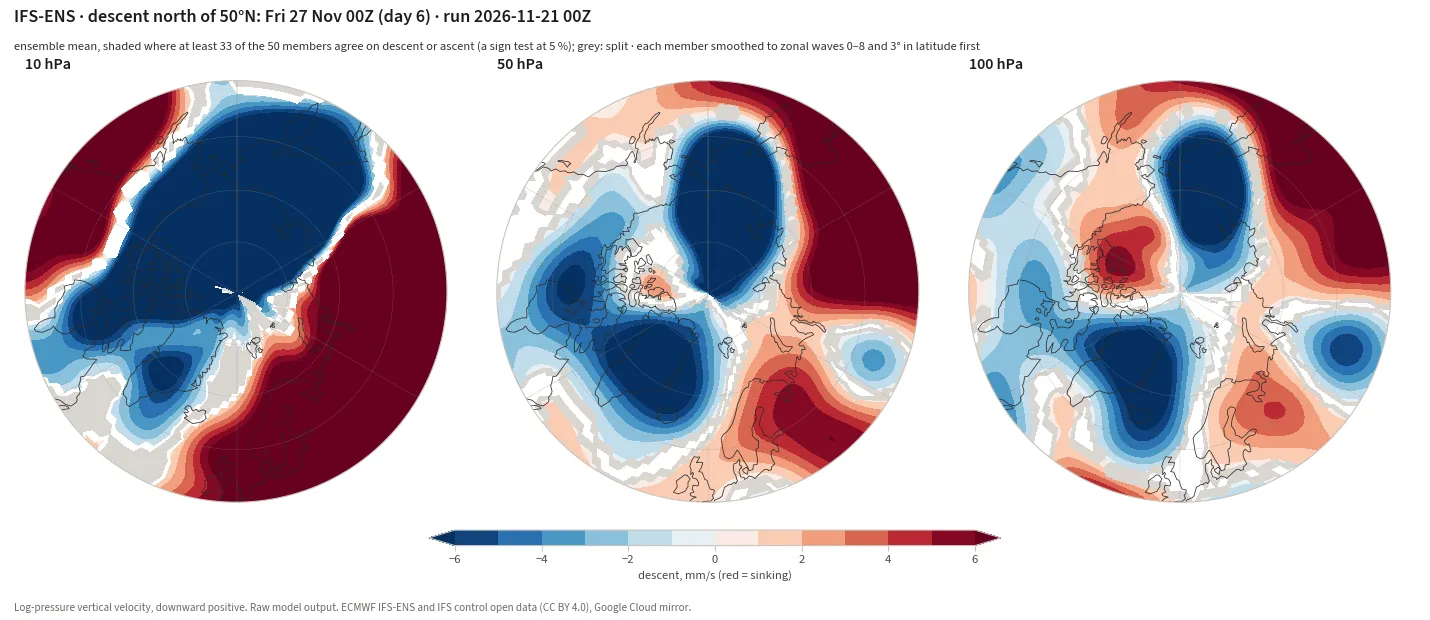 IFS-ENS · descent north of 50°N: Fri 27 Nov 00Z (day 6) · run 2026-11-21 00Z
ensemble mean, shaded where at least 33 of the 50 members agree on descent or ascent (a sign test at 5 %); grey: split · each member smoothed to zonal waves 0–8 and 3° in latitude first
10 hPa
50 hPa
100 hPa
−6 −4 −2 0 2 4 6
descent, mm/s (red = sinking)
Log-pressure vertical velocity, downward positive. Raw model output. ECMWF IFS-ENS and IFS control open data (CC BY 4.0), Google Cloud mirror.